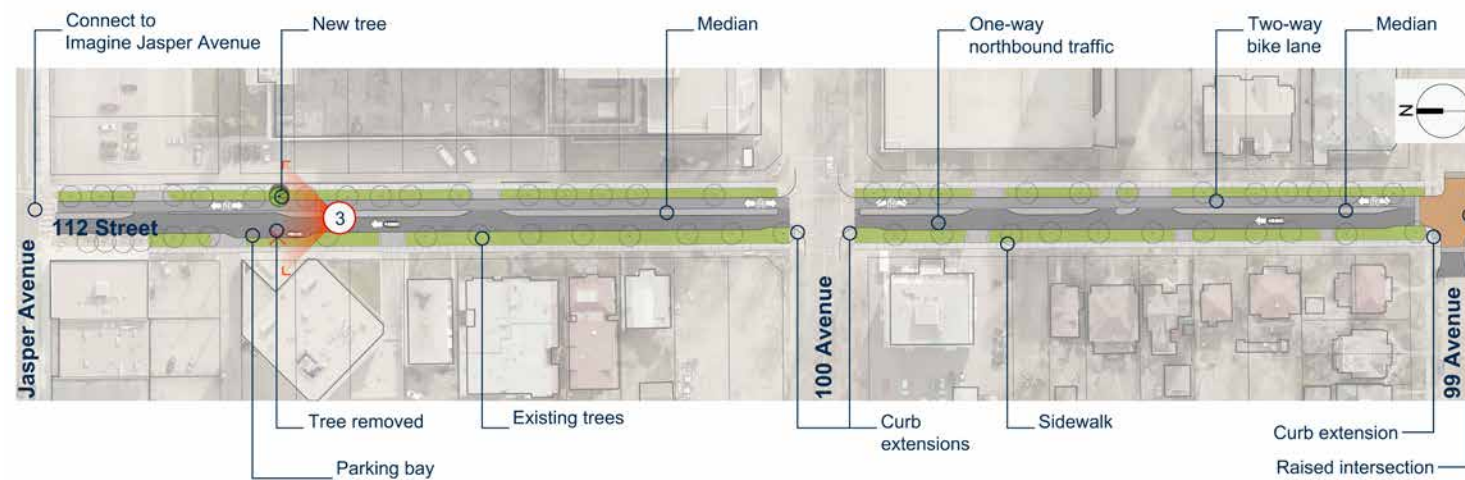 Connect to
Imagine Jasper Avenue
New tree
Median
One-way
northbound traffic
Two-way
bike lane
Median
N
3
112 Street
Jasper Avenue
100 Avenue
99 Avenue
Tree removed
Existing trees
Curb
extensions
Sidewalk
Curb extension
Parking bay
Raised intersection